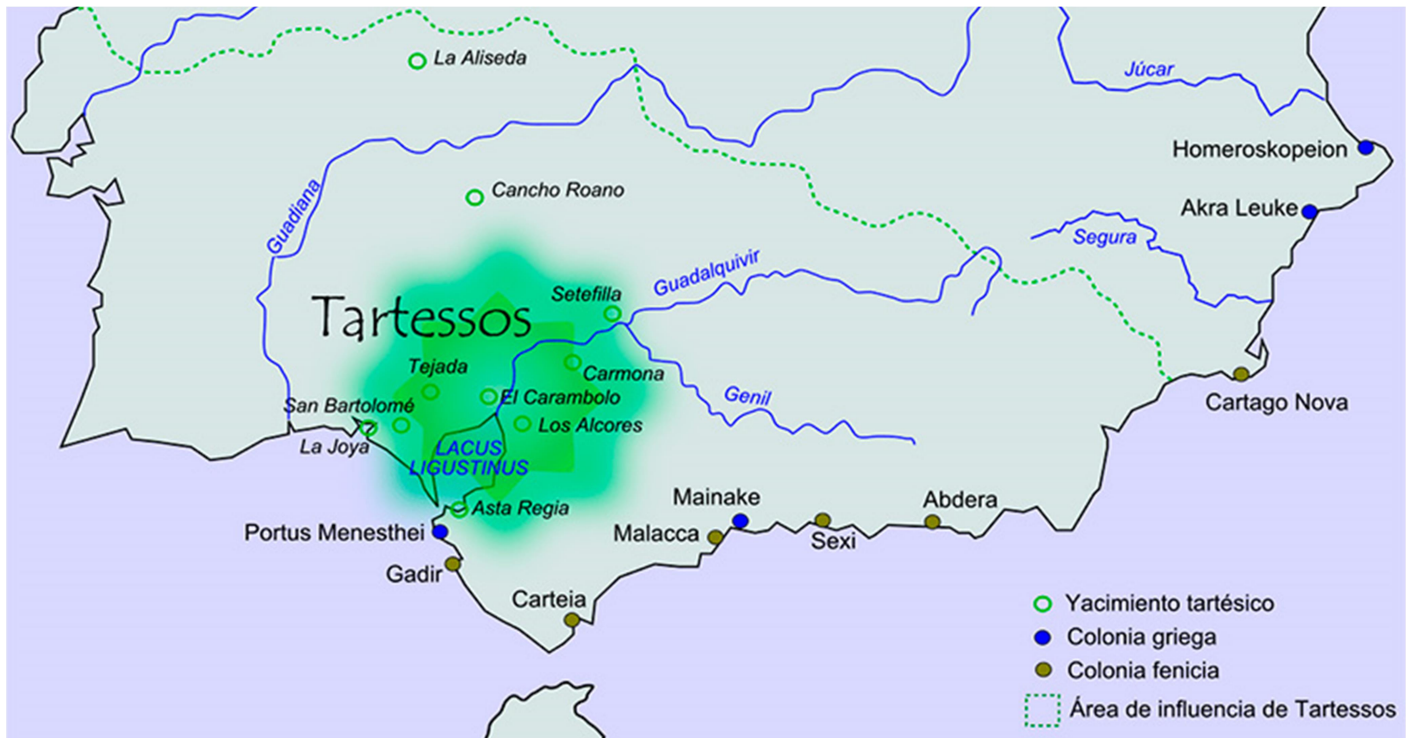 La Aliseda
Júcar
Homeroskopeion
Cancho Roano
Akra Leuke
Guadiana
Segura
Guadalquivir
Setefilla
Tartessos
Tejada
Carmona
Cartago Nova
El Carambolo
Genil
San Bartolomé
Los Alcores
La Joya
LACUS
LIGUSTINUS
Mainake
Abdera
Asta Regia
Portus Menesthei
Malacca
Sexi
Gadir
Carteia
Yacimiento tartésico
Colonia griega
Colonia fenicia
Área de influencia de Tartessos